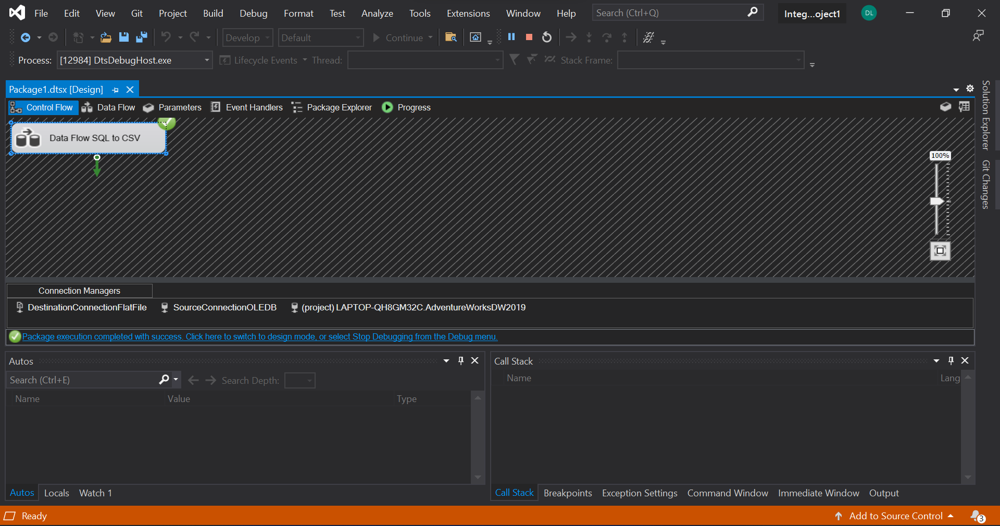 File Edit View Git Project Build Debug Format Test Analyze Tools Extensions Window Help Search (Ctrl+Q) Integ...oject1 DL
Develop Default Continue
Process: [12984] DtsDebugHost.exe Lifecycle Events Thread: Stack Frame:
Package1.dtsx [Design]
Control Flow Data Flow Parameters Event Handlers Package Explorer Progress
Data Flow SQL to CSV
100%
Solution Explorer
Git Changes
Connection Managers
DestinationConnectionFlatFile SourceConnectionOLEDB (project) LAPTOP-QH8GM32C.AdventureWorksDW2019
Package execution completed with success. Click here to switch to design mode, or select Stop Debugging from the Debug menu.
Autos
Search (Ctrl+E) Search Depth:
Name Value Type
Autos Locals Watch 1
Call Stack
Name Lang
Call Stack Breakpoints Exception Settings Command Window Immediate Window Output
Ready Add to Source Control 3